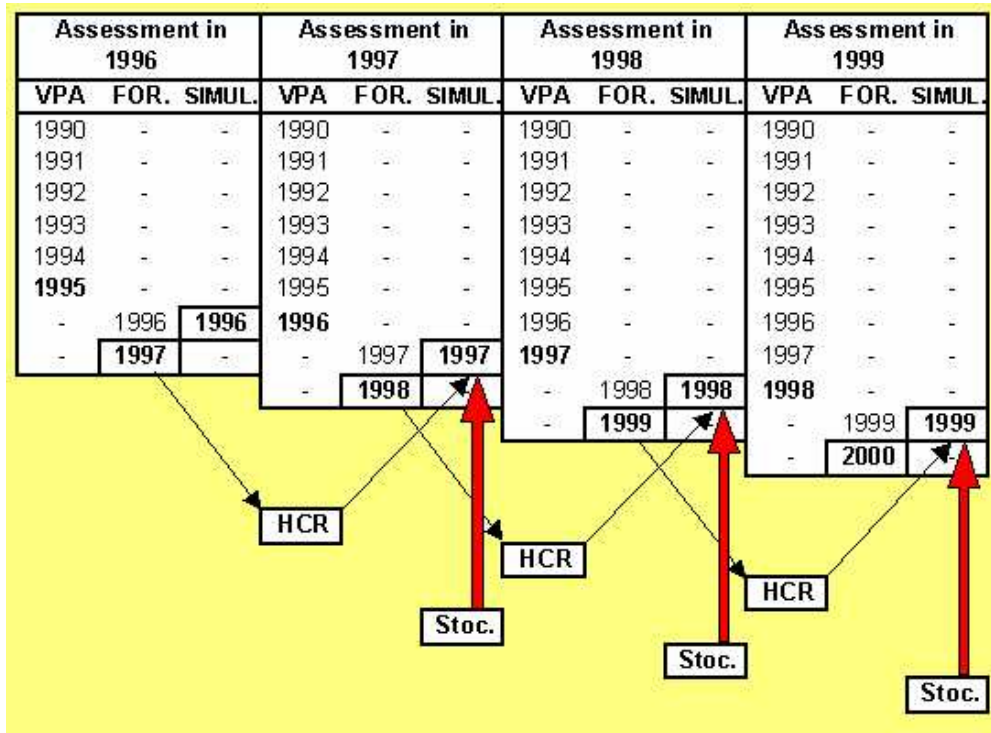 Assessment in Assessment in Assessment in Assessment in
1996 1997 1998 1999
VPA FOR. SIMUL. VPA FOR. SIMUL. VPA FOR. SIMUL. VPA FOR. SIMUL.
1990 - - 1990 - - 1990 - - 1990 - -
1991 - - 1991 - - 1991 - - 1991 - -
1992 - - 1992 - - 1992 - - 1992 - -
1993 - - 1993 - - 1993 - - 1993 - -
1994 - - 1994 - - 1994 - - 1994 - -
1995 - - 1995 - - 1995 - - 1995 - -
- 1996 1996 1996 - - 1996 - - 1996 - -
- 1997 - - 1997 1997 1997 - - 1997 - -
- 1998 - - 1998 1998 1998 - -
- 1999 - - 1999 1999
- 2000 -
HCR
HCR
HCR
Stoc.
Stoc.
Stoc.